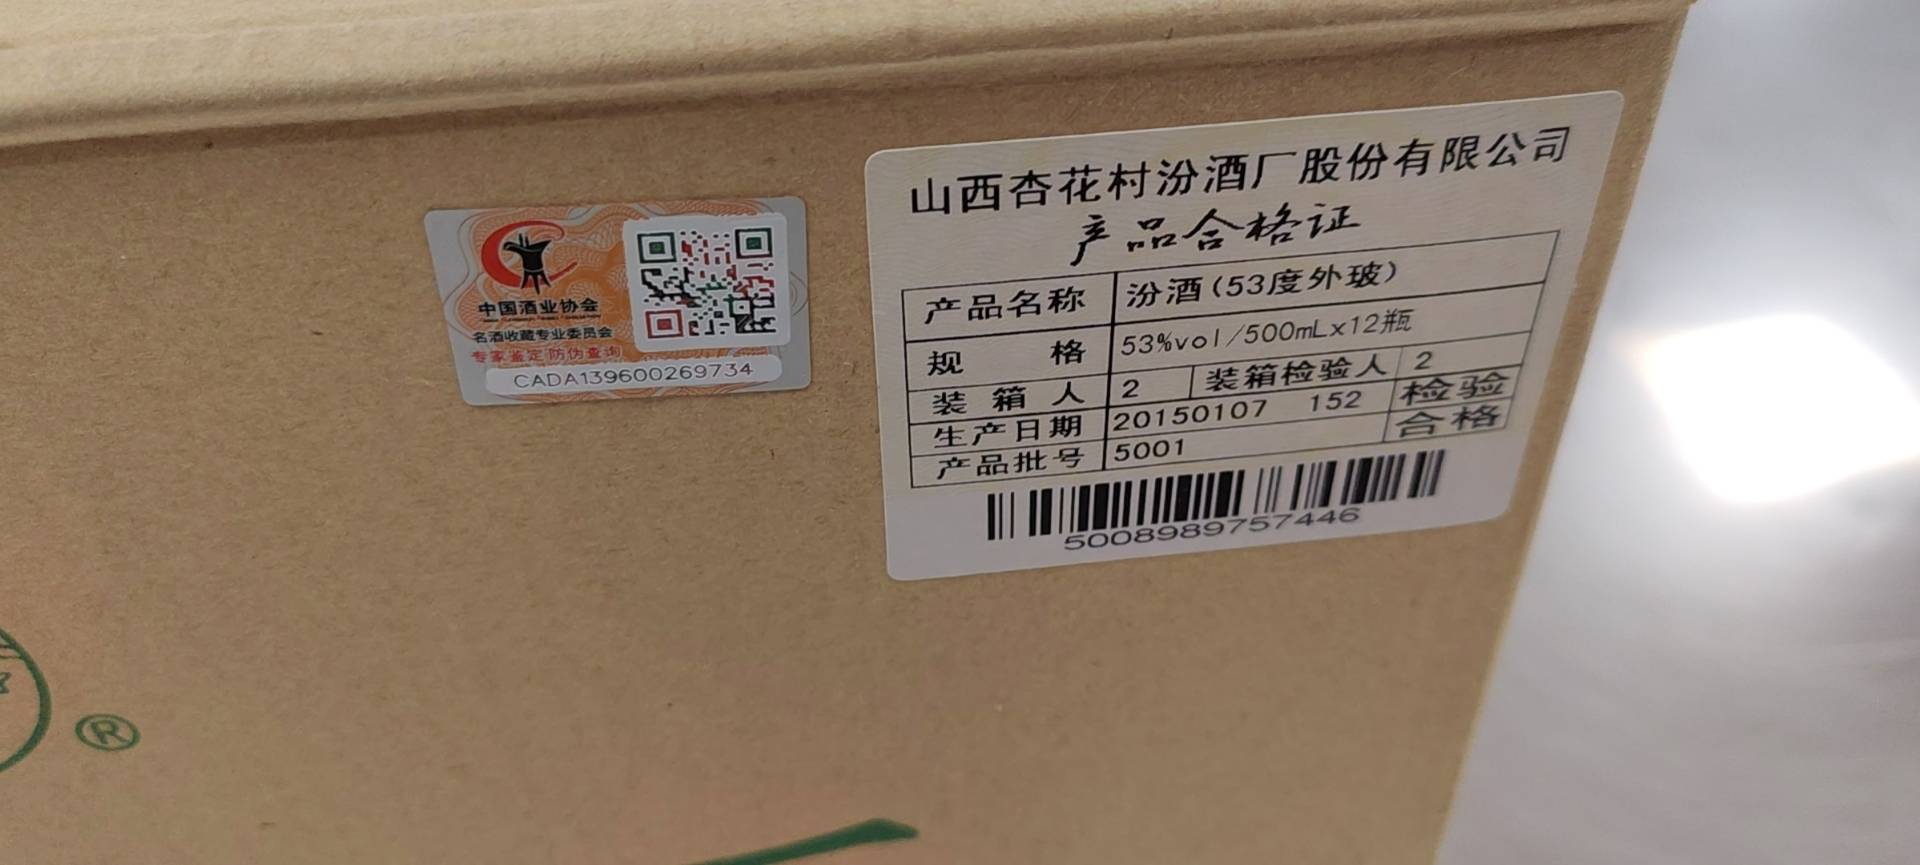 中国酒业协会
名酒收藏专业委员会
专家鉴定 防伪查询
CADA139600269734
山西杏花村汾酒厂股份有限公司
产品合格证
产品名称 汾酒(53度外玻)
规 格 53%vol/500mLx12瓶
装 箱 人 2 装箱检验人 2
生产日期 20150107 152 检验
产品批号 5001 合格
5008989757446
®